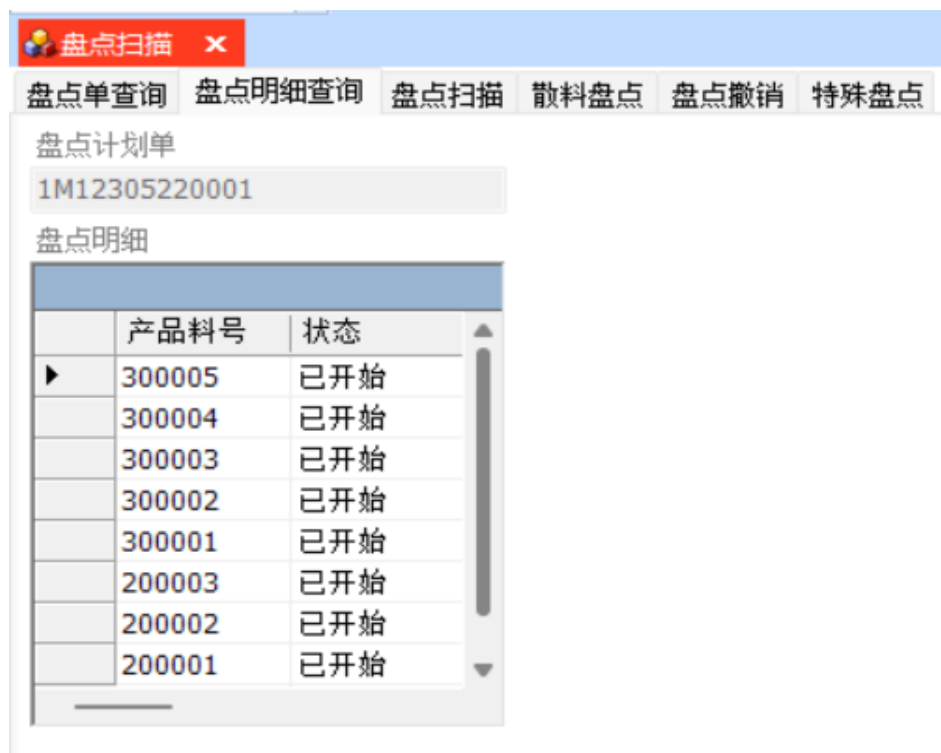 盘点扫描
盘点单查询 盘点明细查询 盘点扫描 散料盘点 盘点撤销 特殊盘点
盘点计划单
1M12305220001
盘点明细
产品料号 状态
300005 已开始
300004 已开始
300003 已开始
300002 已开始
300001 已开始
200003 已开始
200002 已开始
200001 已开始